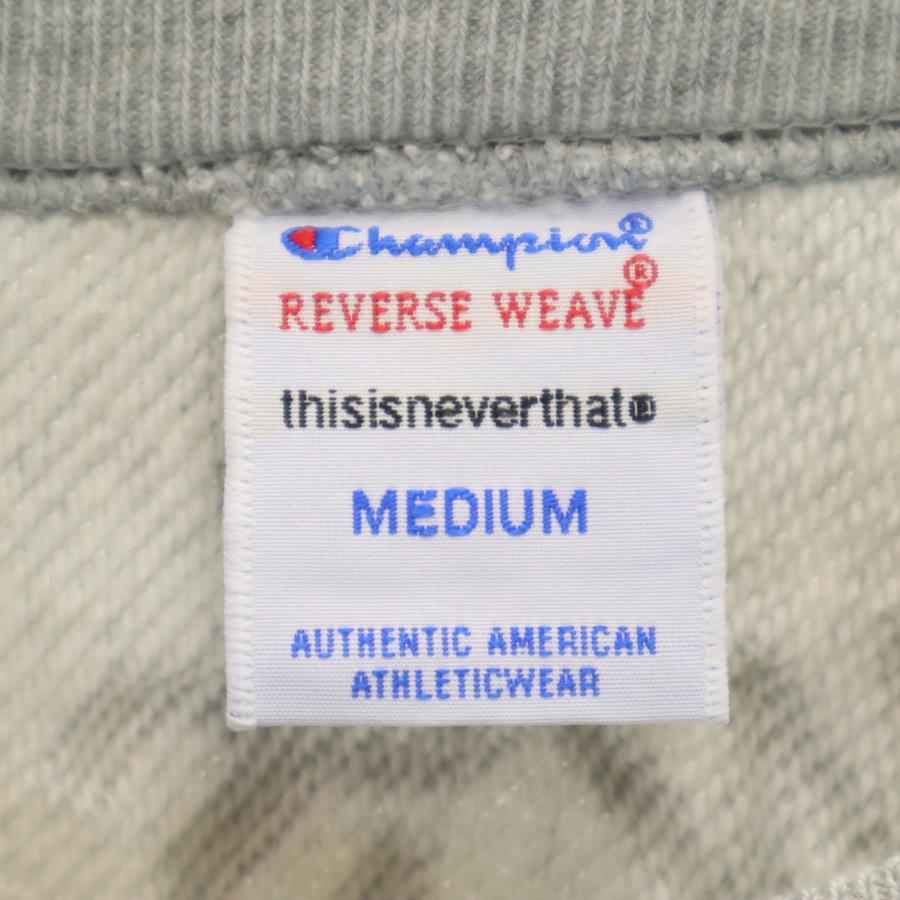 Champion®
REVERSE WEAVE®
thisisneverthat®
MEDIUM
AUTHENTIC AMERICAN
ATHLETICWEAR